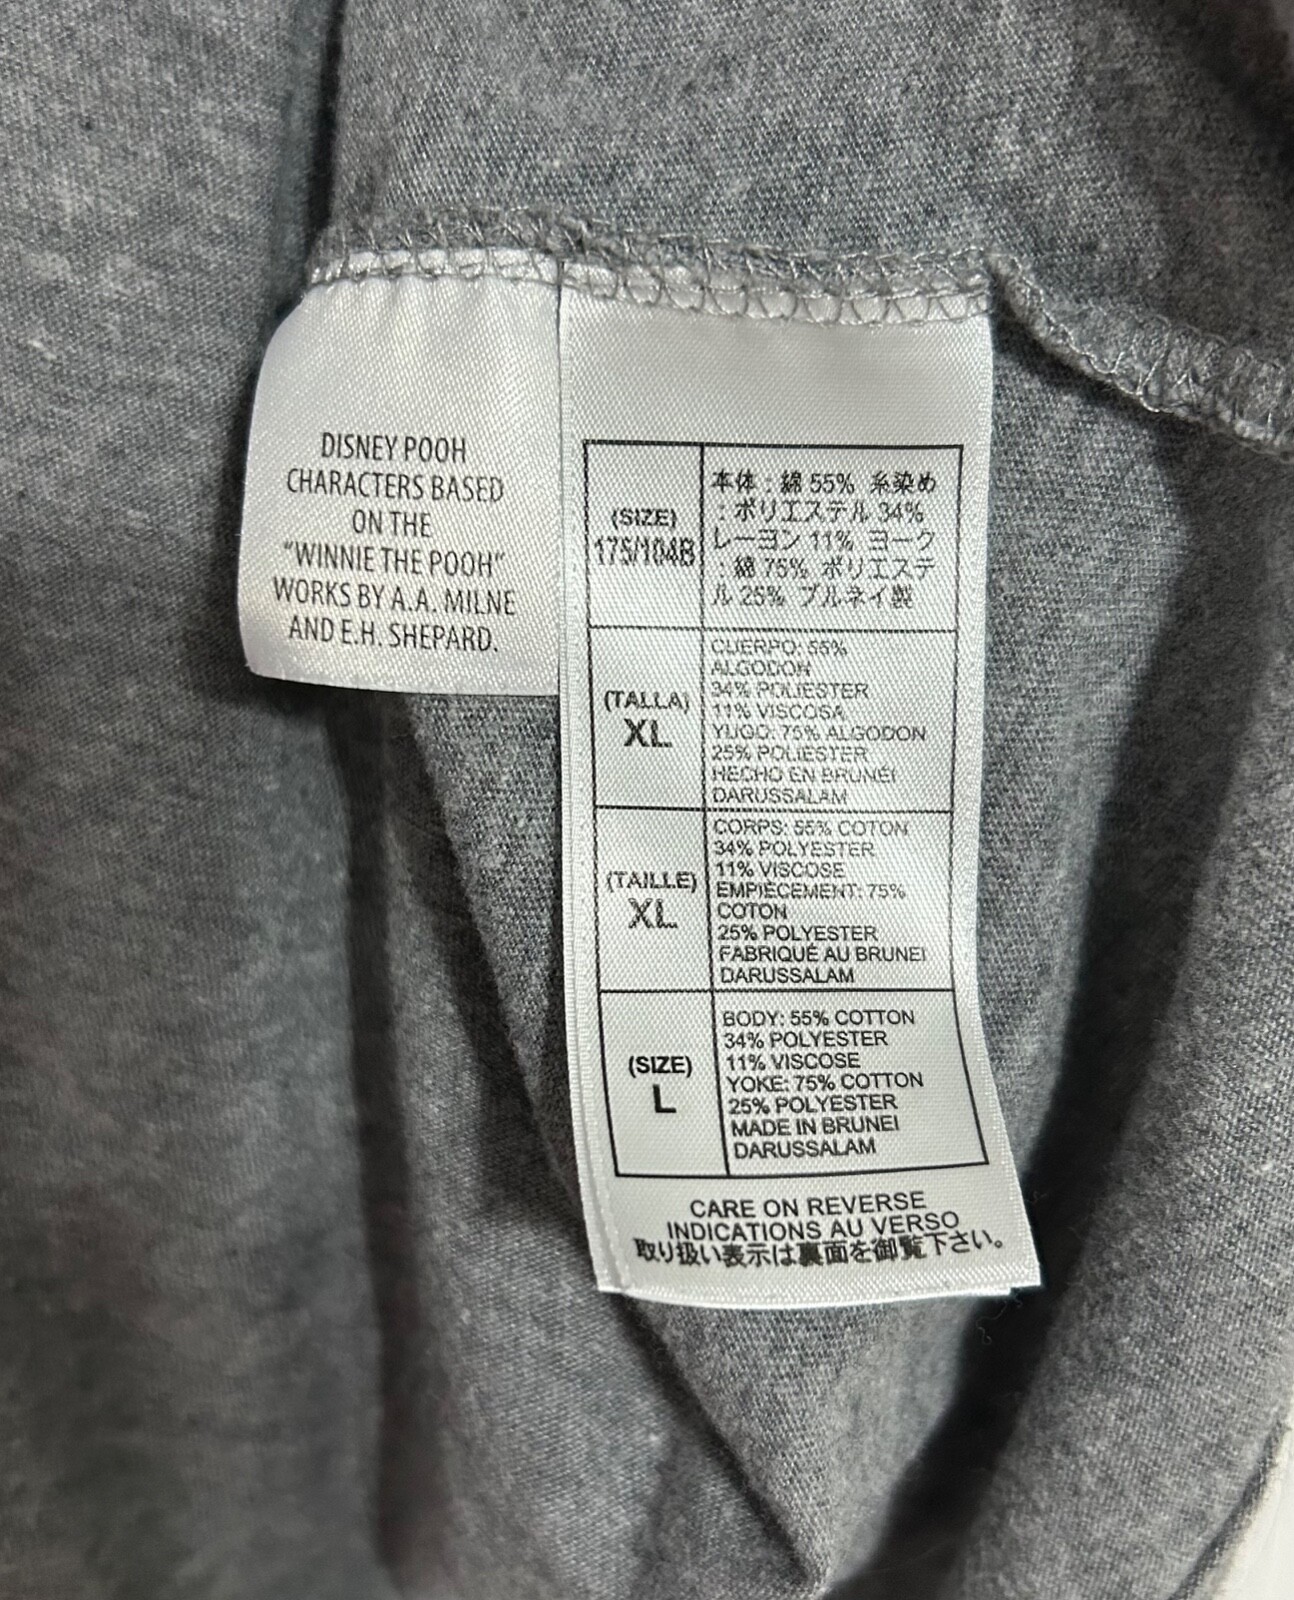 DISNEY POOH
CHARACTERS BASED
ON THE
"WINNIE THE POOH"
WORKS BY A.A. MILNE
AND E.H. SHEPARD.
(SIZE)
175/104B
本体 : 綿 55% 糸染め
: ポリエステル 34%
レーヨン 11% ヨーク
: 綿 75% ポリエステ
ル 25% ブルネイ製
(TALLA)
XL
CUERPO: 55%
ALGODON
34% POLIESTER
11% VISCOSA
YUGO: 75% ALGODON
25% POLIESTER
HECHO EN BRUNÉI
DARUSSALAM
(TAILLE)
XL
CORPS: 55% COTON
34% POLYESTER
11% VISCOSE
EMPIÈCEMENT: 75%
COTON
25% POLYESTER
FABRIQUÉ AU BRUNEI
DARUSSALAM
(SIZE)
L
BODY: 55% COTTON
34% POLYESTER
11% VISCOSE
YOKE: 75% COTTON
25% POLYESTER
MADE IN BRUNEI
DARUSSALAM
CARE ON REVERSE
INDICATIONS AU VERSO
取り扱い表示は裏面を御覧下さい。